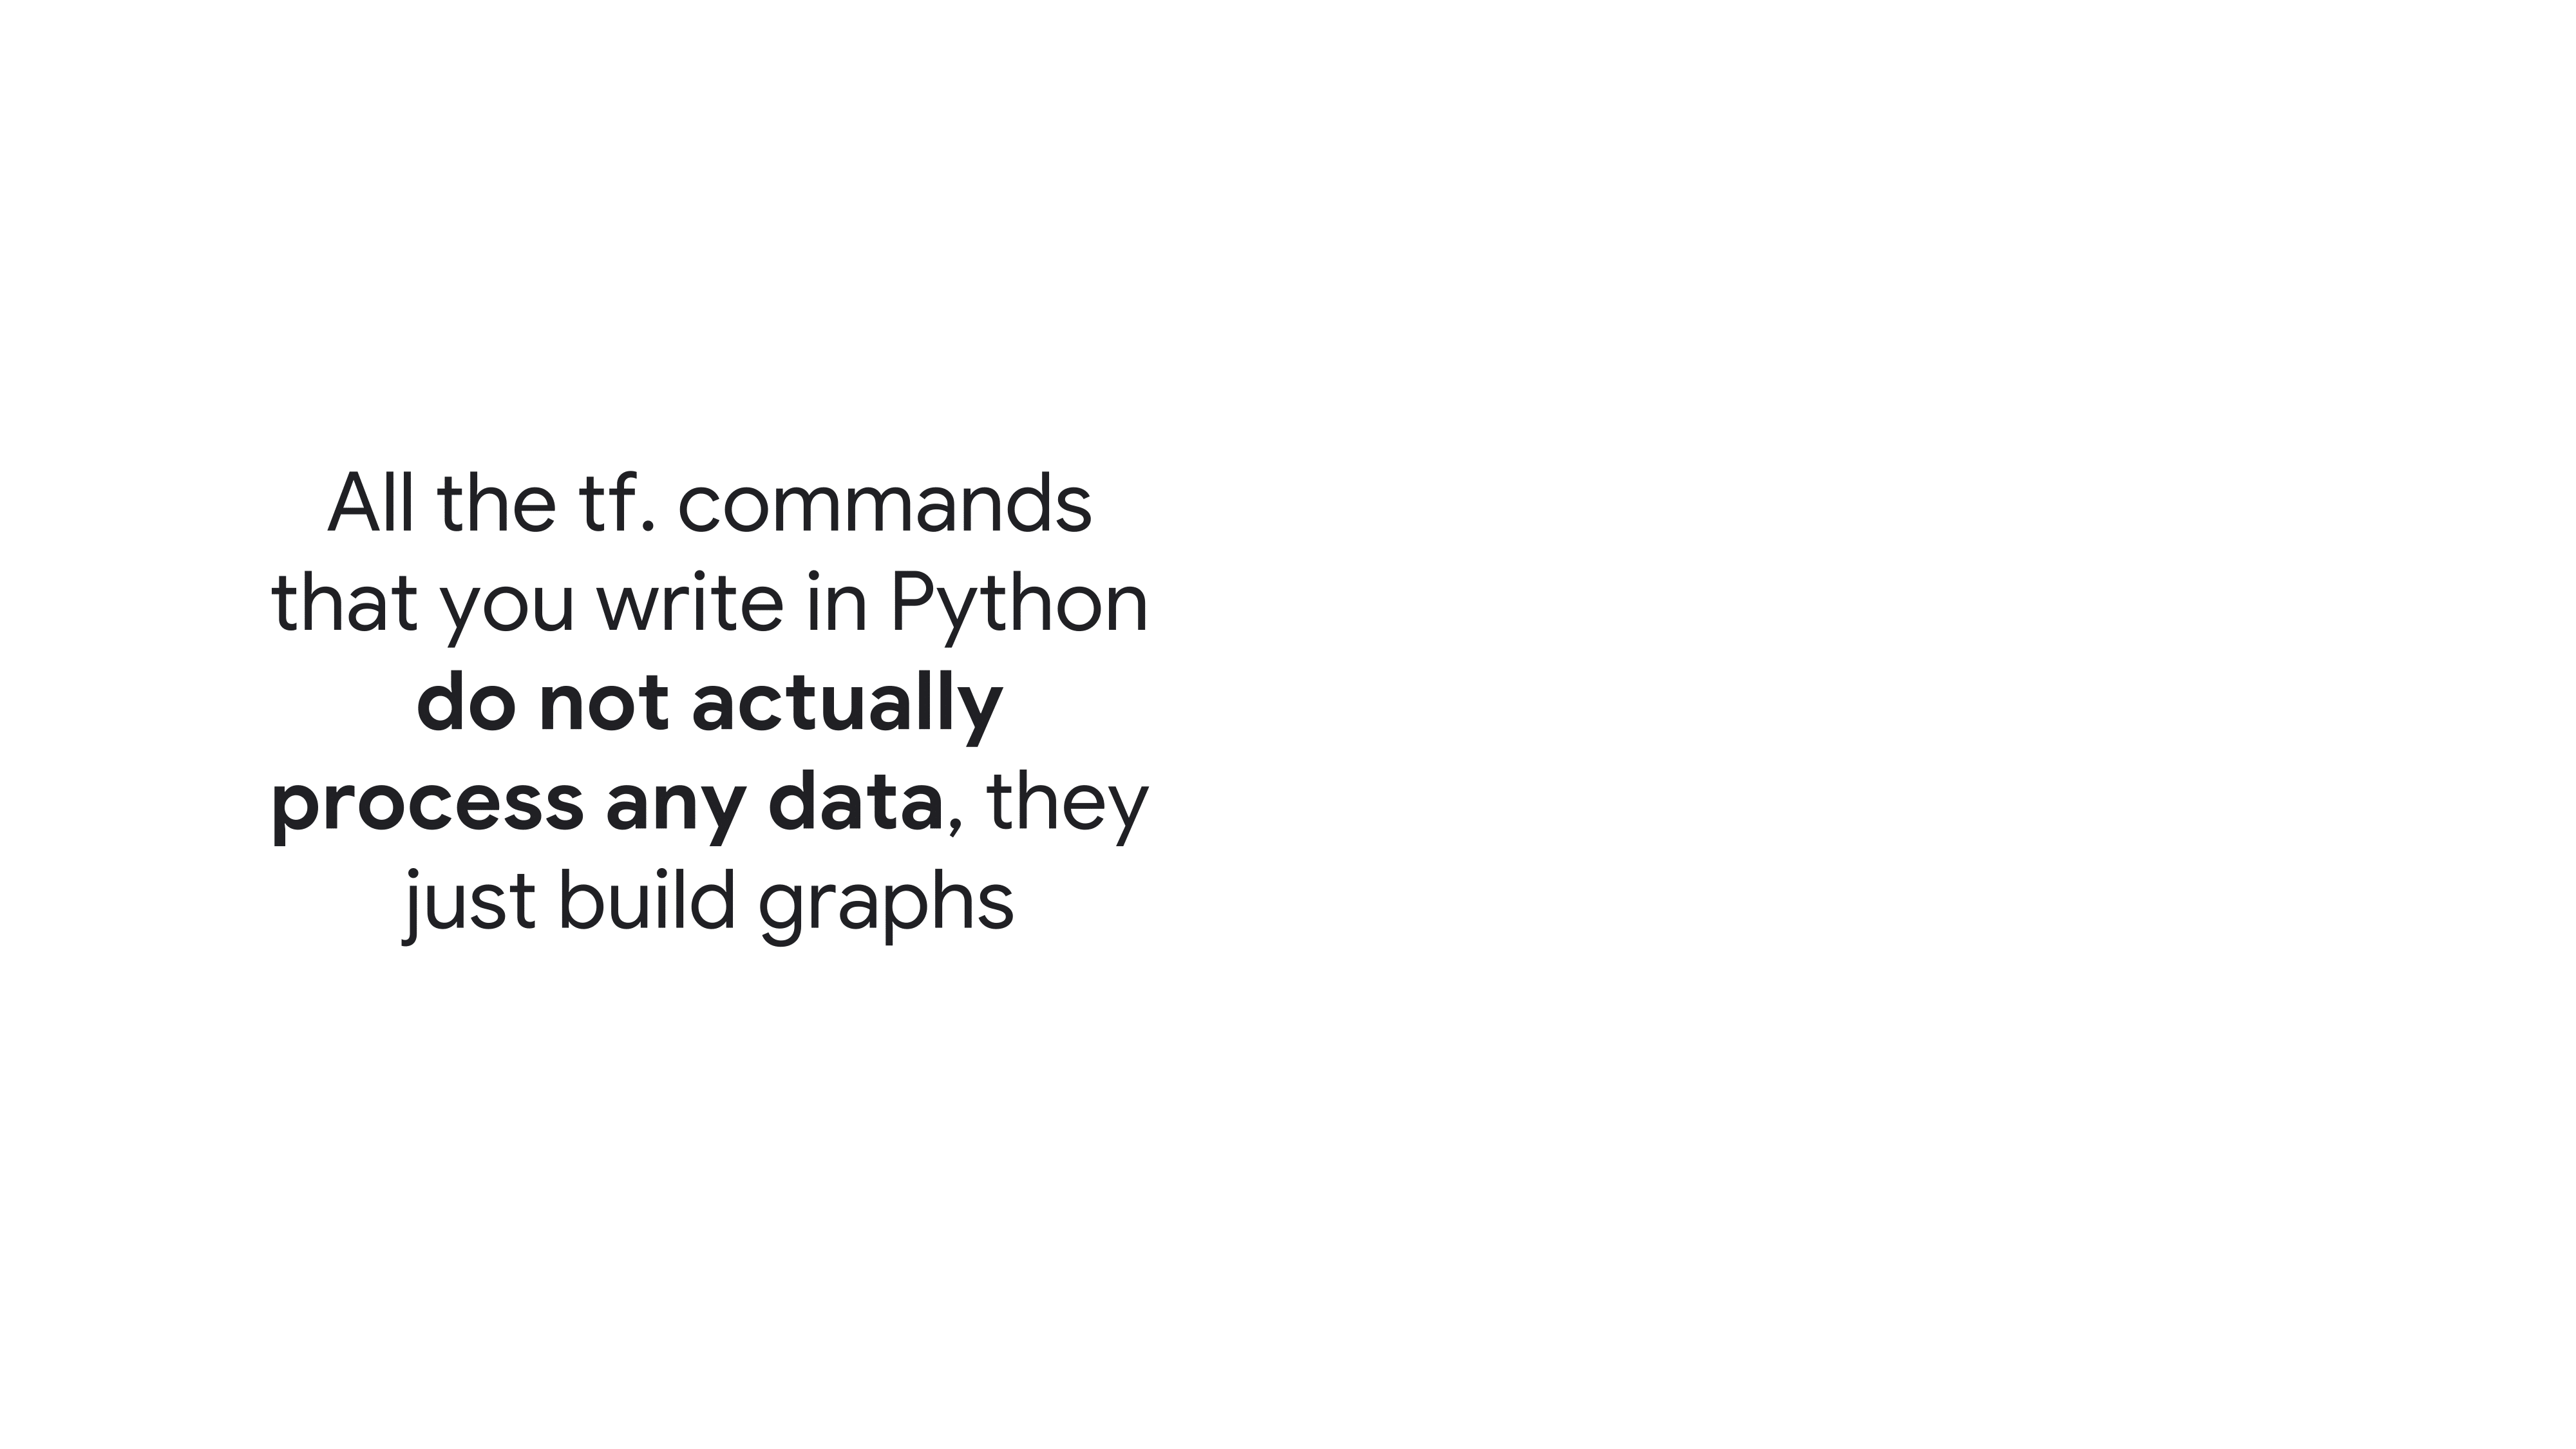 All the tf. commands
that you write in Python
do not actually
process any data, they
just build graphs